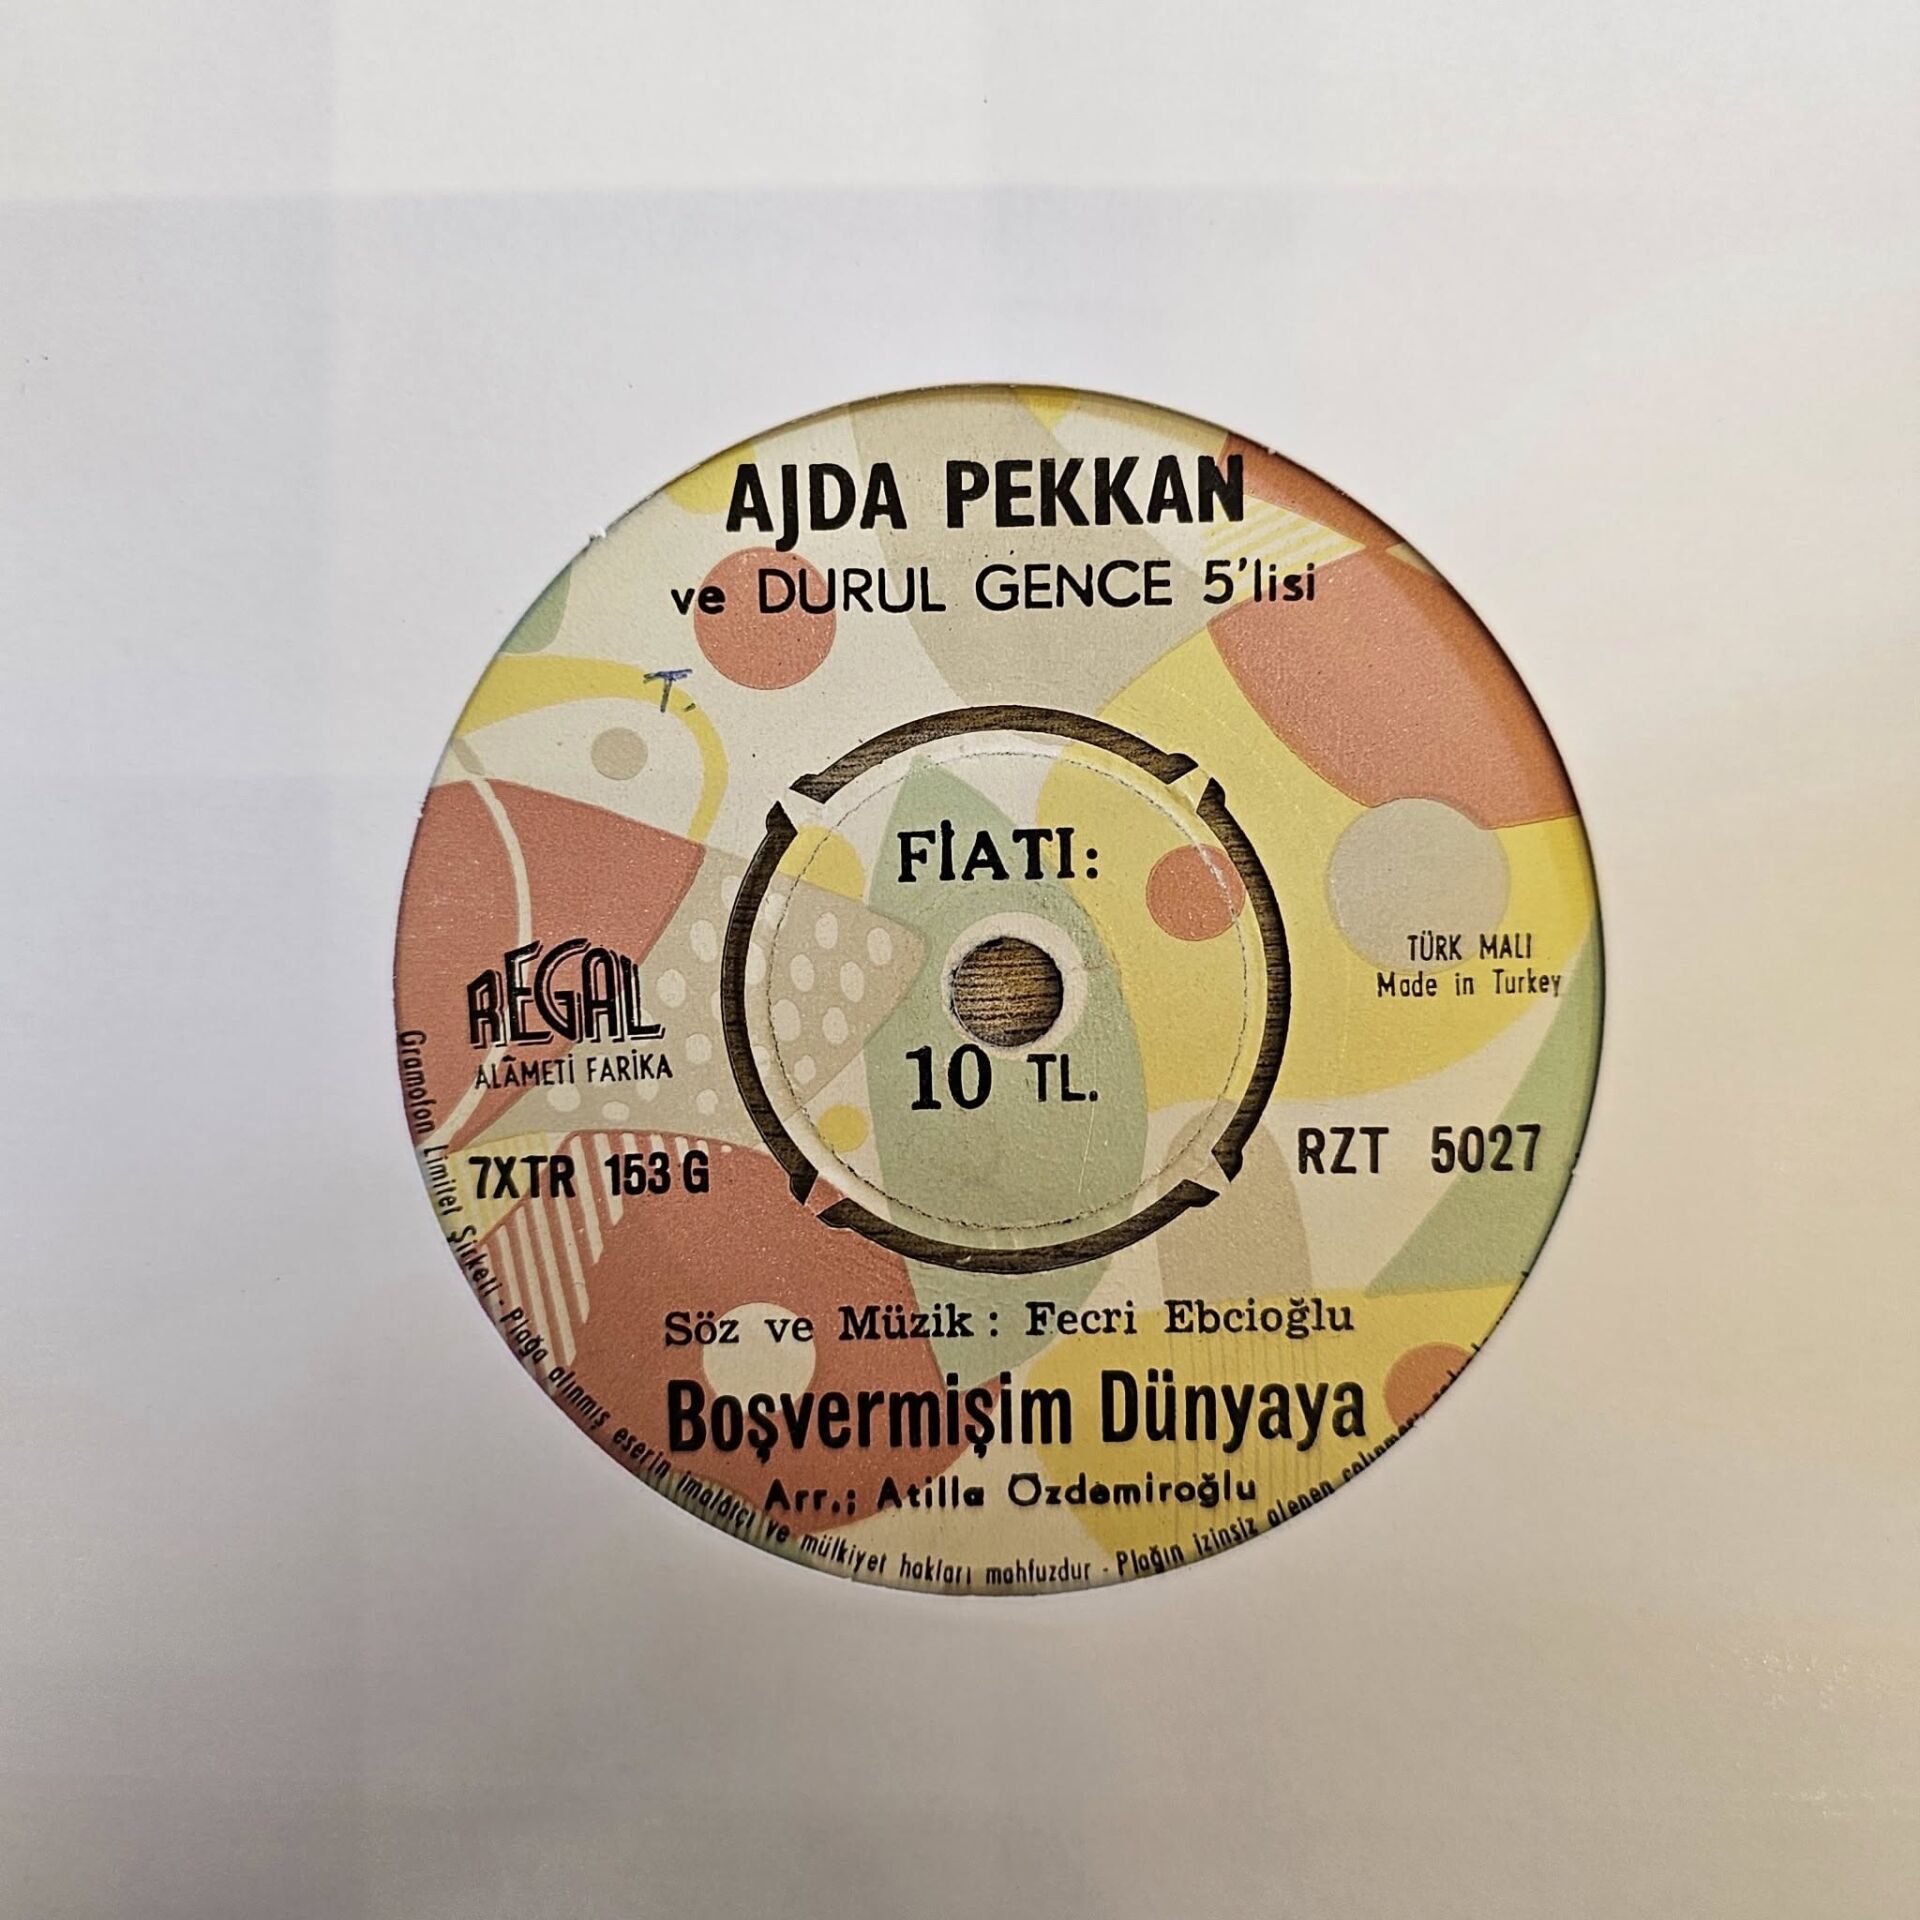 AJDA PEKKAN
ve DURUL GENCE 5'lisi
T.
FİATI:
10 TL.
REGAL
ALÂMETİ FARİKA
TÜRK MALI
Made in Turkey
7XTR 153 G
RZT 5027
Söz ve Müzik : Fecri Ebcioğlu
Boşvermişim Dünyaya
Arr.; Atilla Özdemiroğlu
Gramofon Limitet Şirketi - Plağa alınmış eserin imalâtçı ve mülkiyet hakları mahfuzdur - Plağın izinsiz alenen